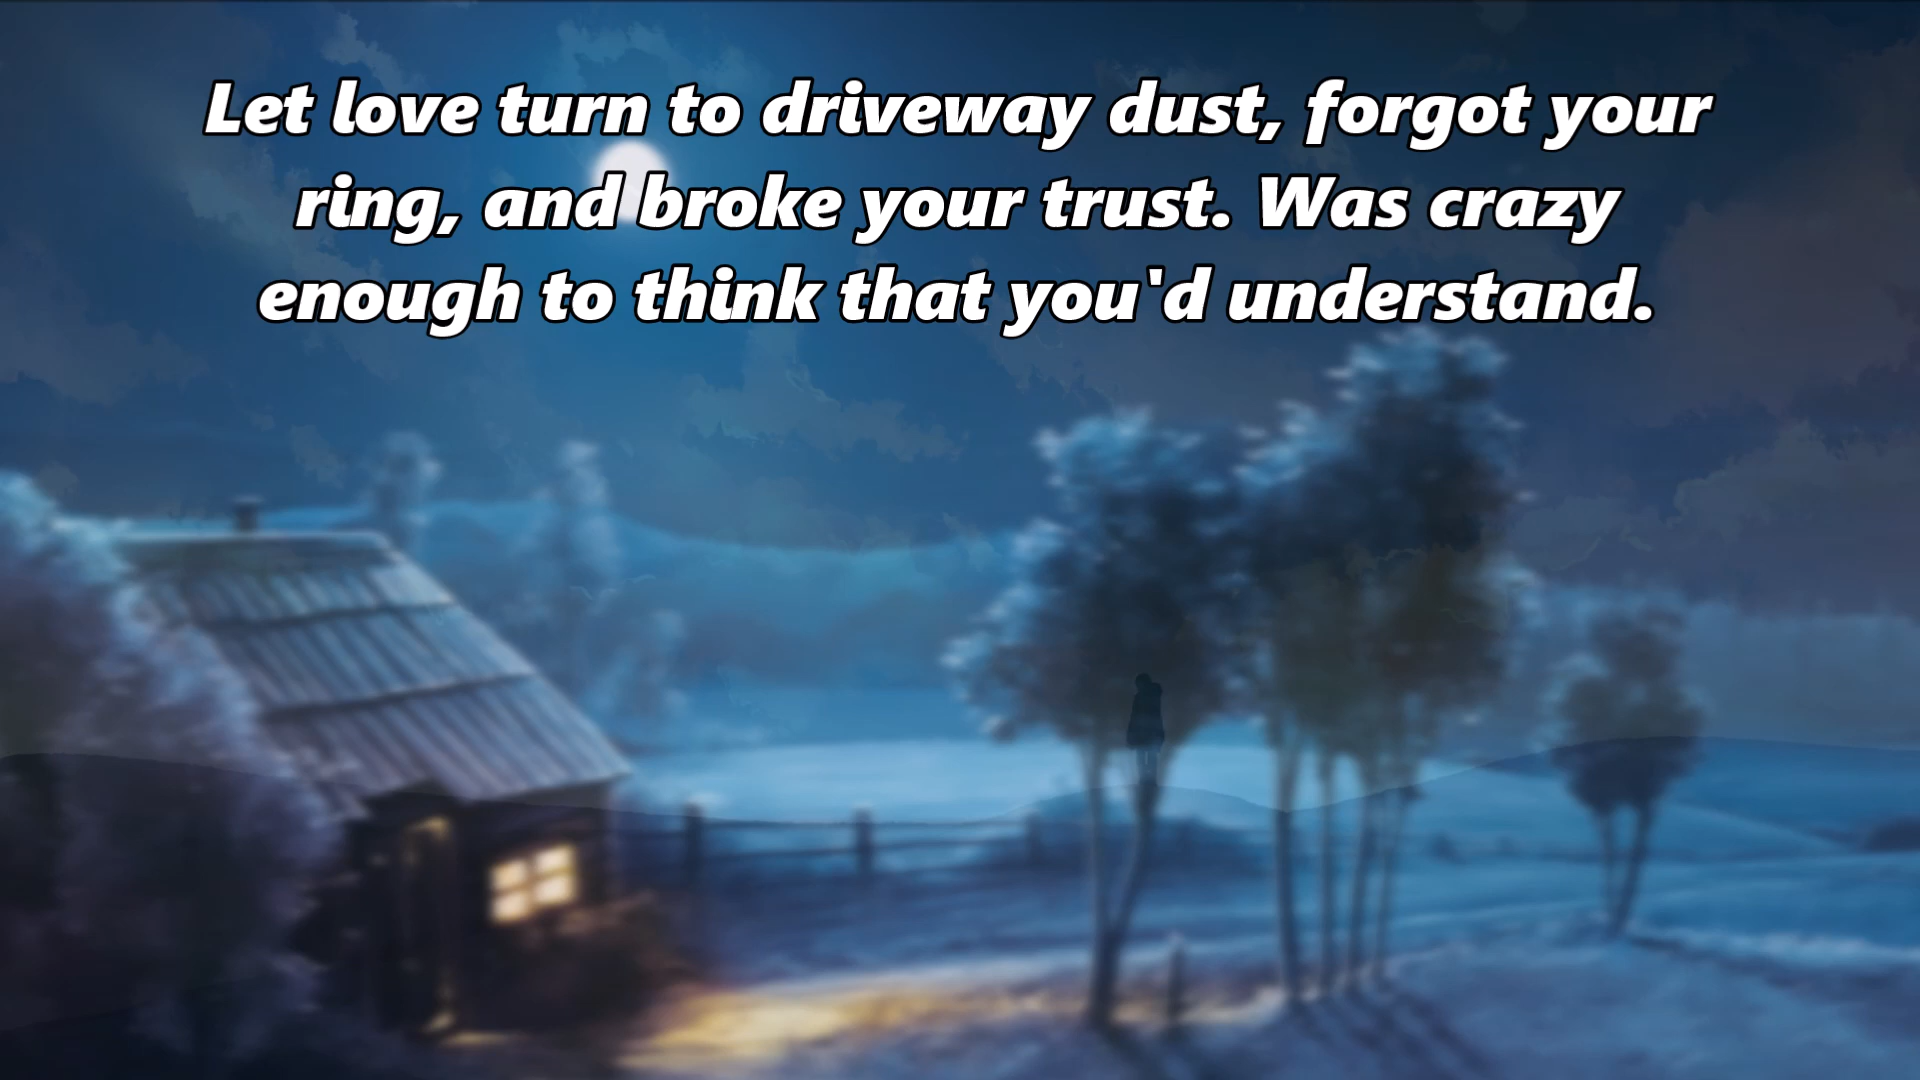 Let love turn to driveway dust, forgot your
ring, and broke your trust. Was crazy
enough to think that you'd understand.